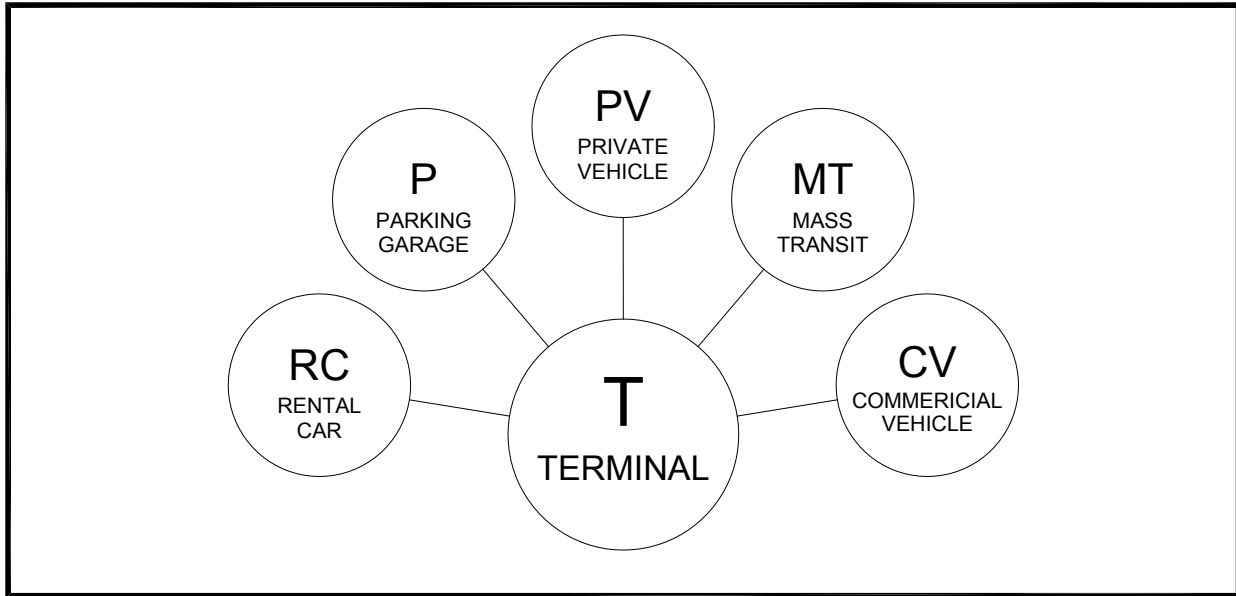 PV
PRIVATE
VEHICLE
P
PARKING
GARAGE
MT
MASS
TRANSIT
RC
RENTAL
CAR
CV
COMMERICIAL
VEHICLE
T
TERMINAL